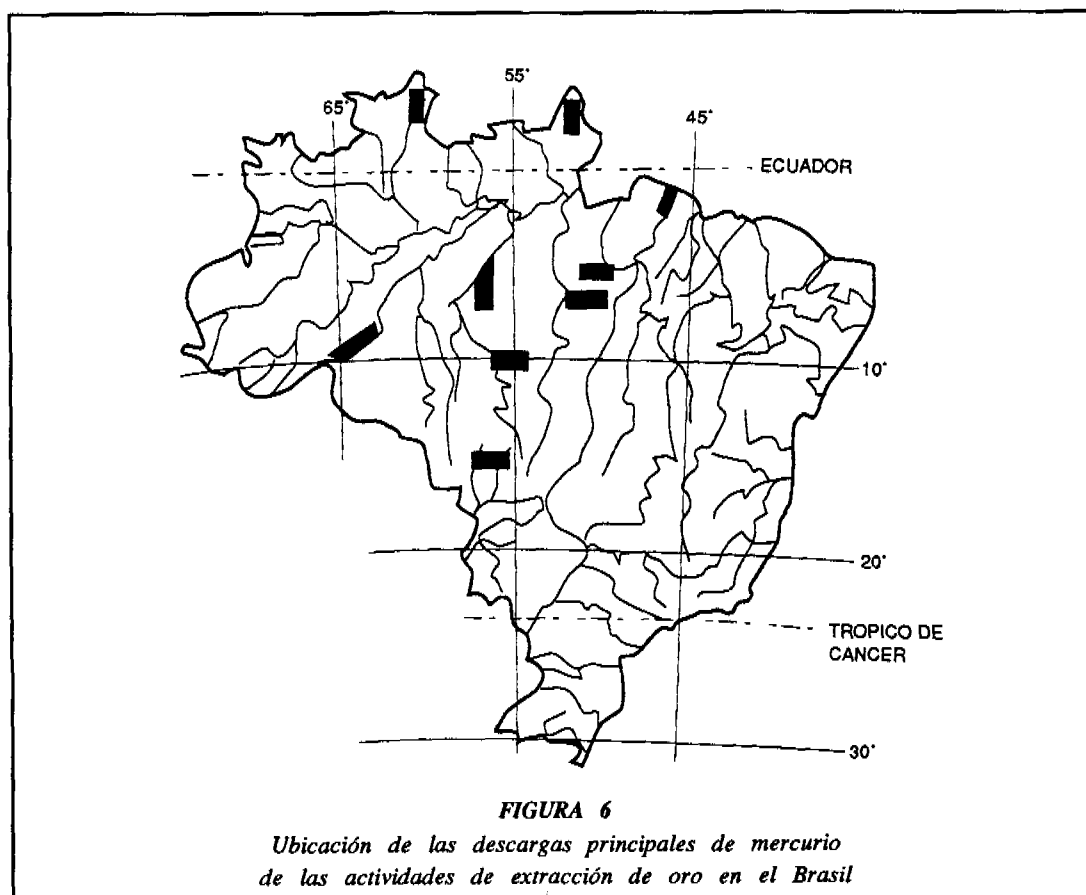 55°
65°
45°
ECUADOR
10°
20°
TROPICO DE
CANCER
30°
FIGURA 6
Ubicación de las descargas principales de mercurio
de las actividades de extracción de oro en el Brasil